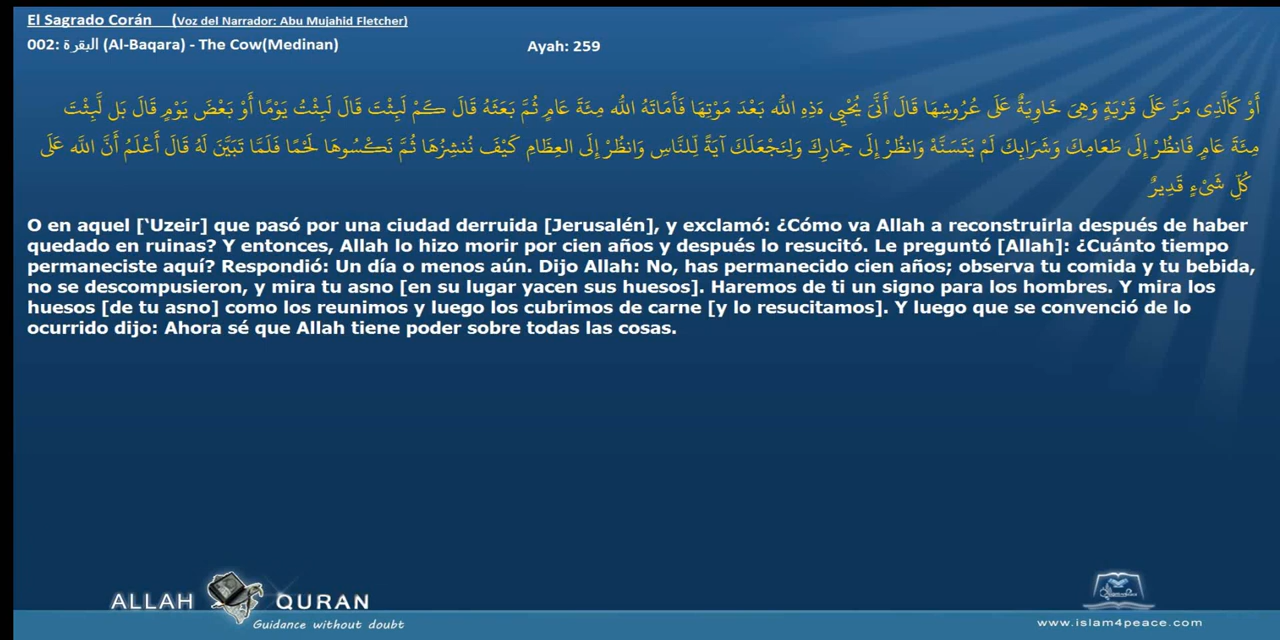 El Sagrado Corán (Voz del Narrador: Abu Mujahid Fletcher)
002: البقرة (Al-Baqara) - The Cow(Medinan) Ayah: 259
أَوْ كَالَّذِى مَرَّ عَلَى قَرْيَةٍ وَهِىَ خَاوِيَةٌ عَلَى عُرُوشِهَا قَالَ أَنَّىَ يُحْيِى هَذِهِ اللّه بَعْدَ مَوْتِهَا فَأَمَاتَهُ اللّه مِئَةَ عَامٍ ثُمَّ بَعَثَهُ قَالَ كَمْ لَبِثْتَ قَالَ لَبِثْتُ يَوْمًا أَوْ بَعْضَ يَوْمٍ قَالَ بَل لَّبِثْتَ
مِئَةَ عَامٍ فَانظُرْ إِلَى طَعَامِكَ وَشَرَابِكَ لَمْ يَتَسَنَّهْ وَانظُرْ إِلَى حِمَارِكَ وَلِنَجْعَلَكَ آيَةً لِّلنَّاسِ وَانظُرْ إِلَى العِظَامِ كَيْفَ نُنشِزُهَا ثُمَّ نَكْسُوهَا لَحْمًا فَلَمَّا تَبَيَّنَ لَهُ قَالَ أَعْلَمُ أَنَّ اللّه عَلَى
كُلِّ شَىْءٍ قَدِيرٌ
O en aquel [‘Uzeir] que pasó por una ciudad derruida [Jerusalén], y exclamó: ¿Cómo va Allah a reconstruirla después de haber
quedado en ruinas? Y entonces, Allah lo hizo morir por cien años y después lo resucitó. Le preguntó [Allah]: ¿Cuánto tiempo
permaneciste aquí? Respondió: Un día o menos aún. Dijo Allah: No, has permanecido cien años; observa tu comida y tu bebida,
no se descompusieron, y mira tu asno [en su lugar yacen sus huesos]. Haremos de ti un signo para los hombres. Y mira los
huesos [de tu asno] como los reunimos y luego los cubrimos de carne [y lo resucitamos]. Y luego que se convenció de lo
ocurrido dijo: Ahora sé que Allah tiene poder sobre todas las cosas.
ALLAH QURAN
Guidance without doubt
www.islam4peace.com